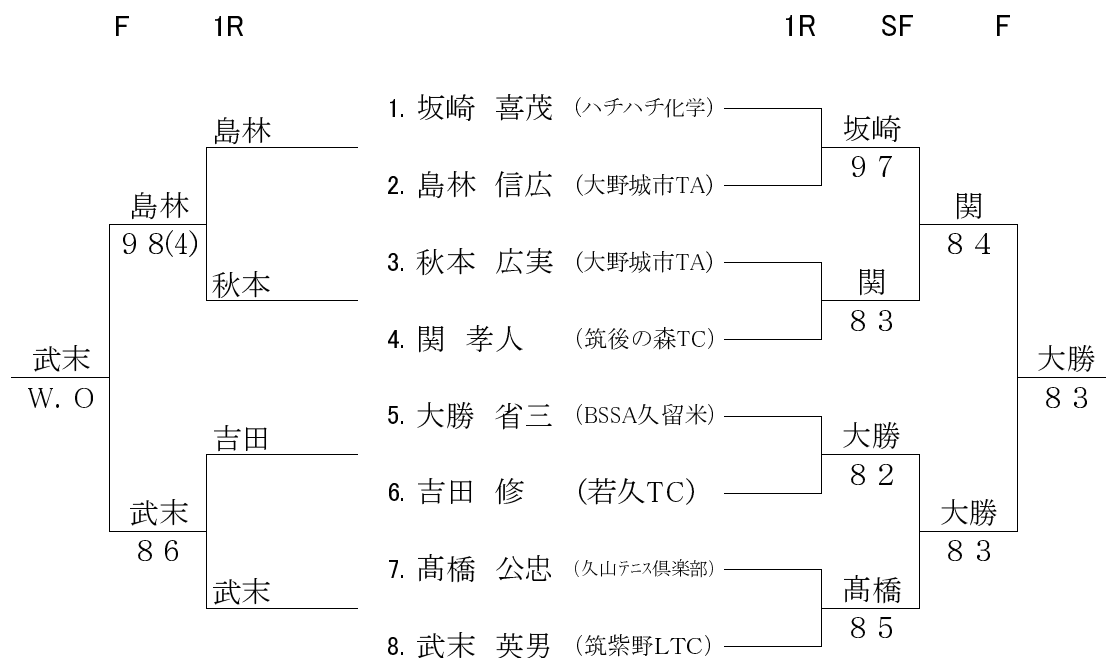 F 1R 1R SF F
1. 坂崎 喜茂 (ハチハチ化学)
島林 坂崎
9 7
2. 島林 信広 (大野城市TA)
島林 関
9 8(4) 8 4
3. 秋本 広実 (大野城市TA)
秋本 関
8 3
4. 関 孝人 (筑後の森TC)
武末 大勝
W. O 8 3
5. 大勝 省三 (BSSA久留米)
吉田 大勝
8 2
6. 吉田 修 (若久TC)
武末 大勝
8 6 8 3
7. 髙橋 公忠 (久山テニス倶楽部)
武末 髙橋
8 5
8. 武末 英男 (筑紫野LTC)